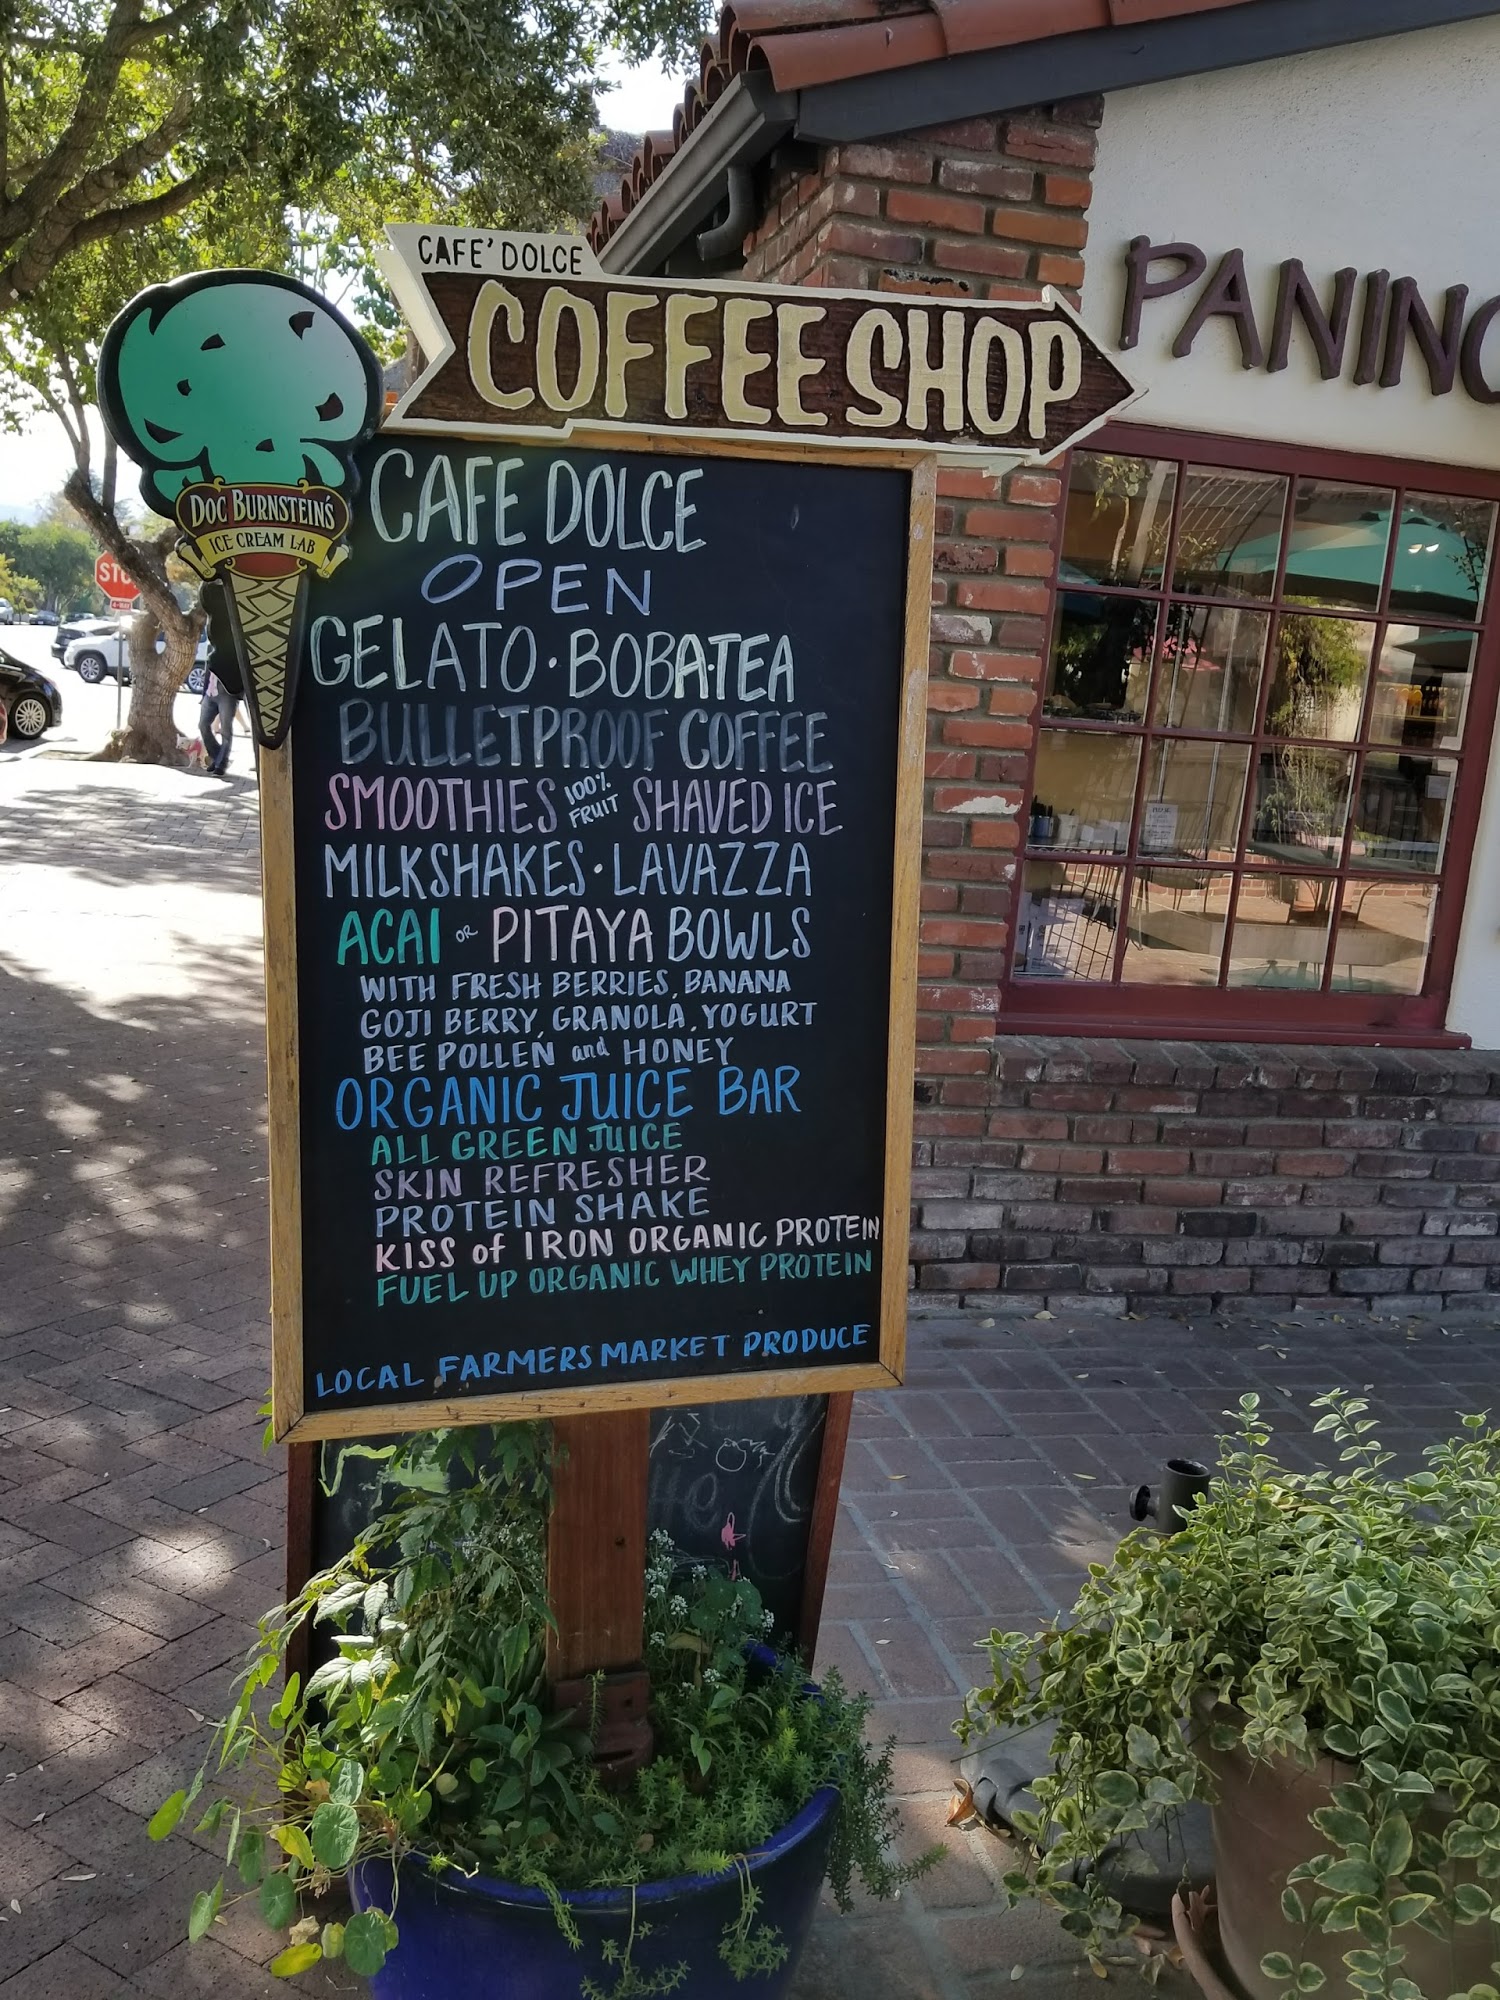 CAFE' DOLCE
COFFEE SHOP
PANINO
DOC BURNSTEIN'S
ICE CREAM LAB
STO
4-WAY
CAFE DOLCE
OPEN
GELATO · BOBA·TEA
BULLETPROOF COFFEE
SMOOTHIES 100% FRUIT SHAVED ICE
MILKSHAKES · LAVAZZA
ACAI OR PITAYA BOWLS
WITH FRESH BERRIES, BANANA
GOJI BERRY, GRANOLA, YOGURT
BEE POLLEN and HONEY
ORGANIC JUICE BAR
ALL GREEN JUICE
SKIN REFRESHER
PROTEIN SHAKE
KISS of IRON ORGANIC PROTEIN
FUEL UP ORGANIC WHEY PROTEIN
LOCAL FARMERS MARKET PRODUCE